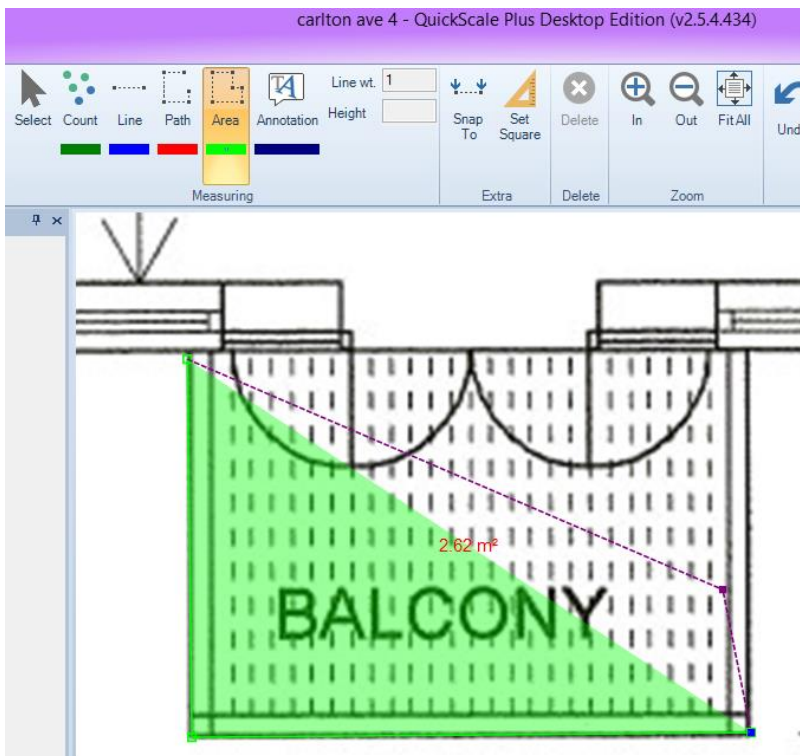 carlton ave 4 - QuickScale Plus Desktop Edition (v2.5.4.434)
Select Count Line Path Area Annotation
Line wt. 1
Height
Snap To
Set Square
Delete
In Out Fit All
Und
Measuring Extra Delete Zoom
2.62 m²
BALCONY